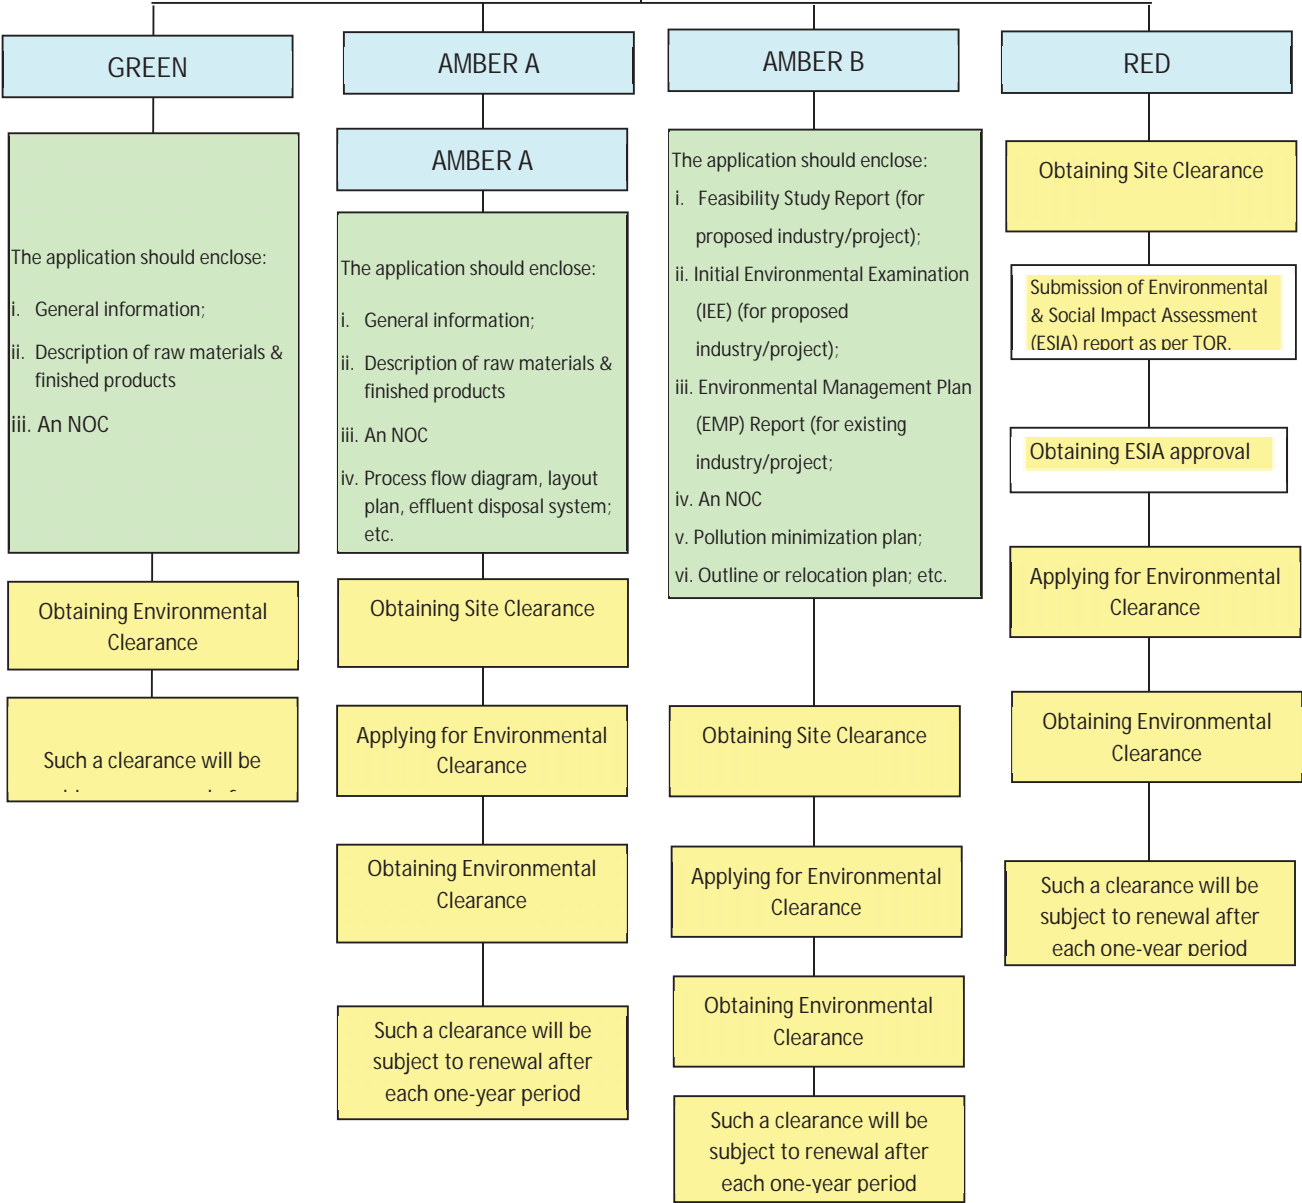 GREEN
The application should enclose:
i. General information;
ii. Description of raw materials &
finished products
iii. An NOC
Obtaining Environmental
Clearance
Such a clearance will be
AMBER A
AMBER A
The application should enclose:
i. General information;
ii. Description of raw materials &
finished products
iii. An NOC
iv. Process flow diagram, layout
plan, effluent disposal system;
etc.
Obtaining Site Clearance
Applying for Environmental
Clearance
Obtaining Environmental
Clearance
Such a clearance will be
subject to renewal after
each one-year period
AMBER B
The application should enclose:
i. Feasibility Study Report (for
proposed industry/project);
ii. Initial Environmental Examination
(IEE) (for proposed
industry/project);
iii. Environmental Management Plan
(EMP) Report (for existing
industry/project;
iv. An NOC
v. Pollution minimization plan;
vi. Outline or relocation plan; etc.
Obtaining Site Clearance
Applying for Environmental
Clearance
Obtaining Environmental
Clearance
Such a clearance will be
subject to renewal after
each one-year period
RED
Obtaining Site Clearance
Submission of Environmental
& Social Impact Assessment
(ESIA) report as per TOR.
Obtaining ESIA approval
Applying for Environmental
Clearance
Obtaining Environmental
Clearance
Such a clearance will be
subject to renewal after
each one-year period